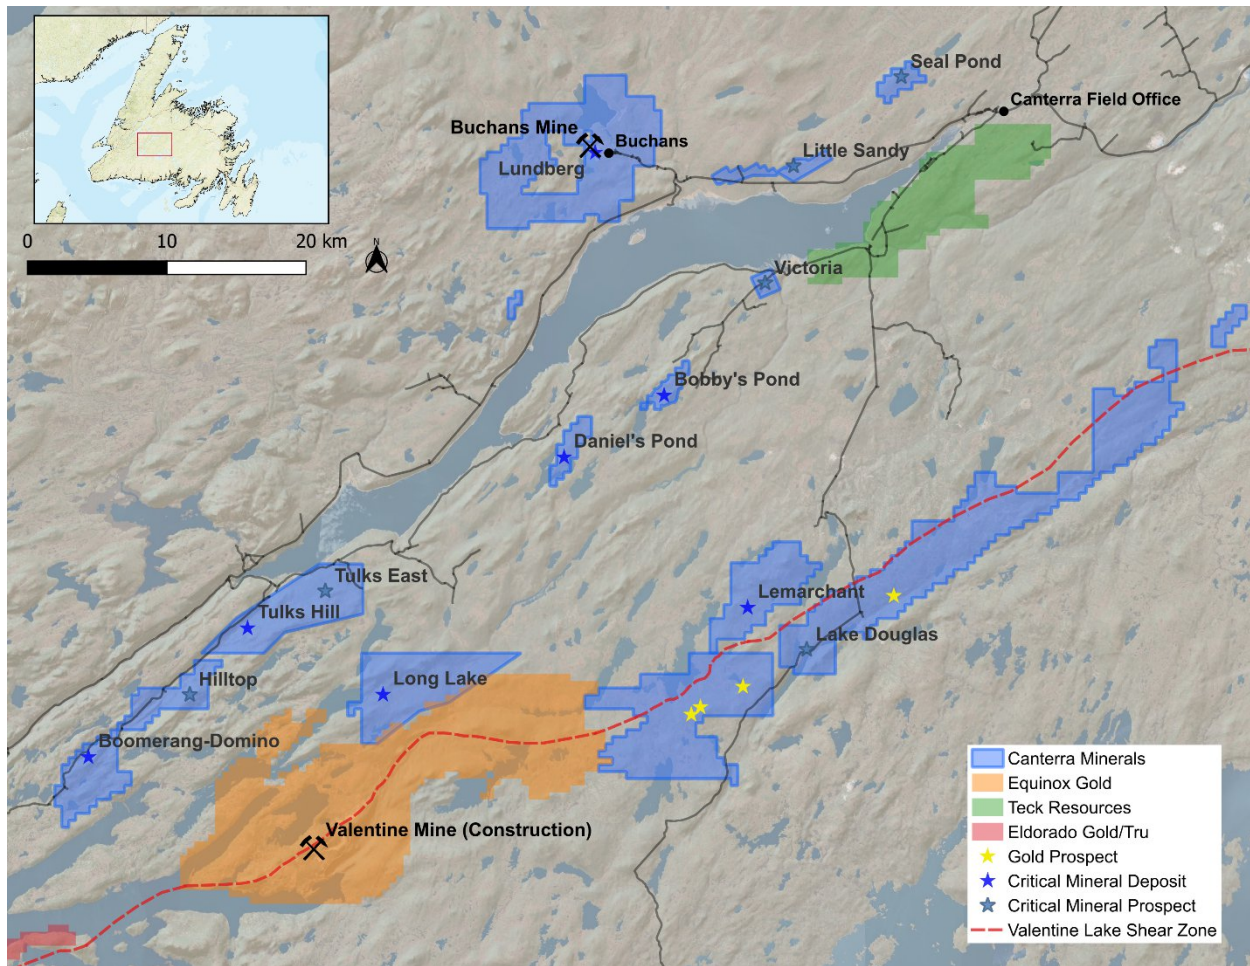 Seal Pond
Canterra Field Office
Buchans Mine
Buchans
Little Sandy
Lundberg
0 10 20 km
N
Victoria
Bobby's Pond
Daniel's Pond
Tulks East
Tulks Hill
Lemarchant
Lake Douglas
Hilltop
Long Lake
Boomerang-Domino
Valentine Mine (Construction)
Canterra Minerals
Equinox Gold
Teck Resources
Eldorado Gold/Tru
Gold Prospect
Critical Mineral Deposit
Critical Mineral Prospect
Valentine Lake Shear Zone